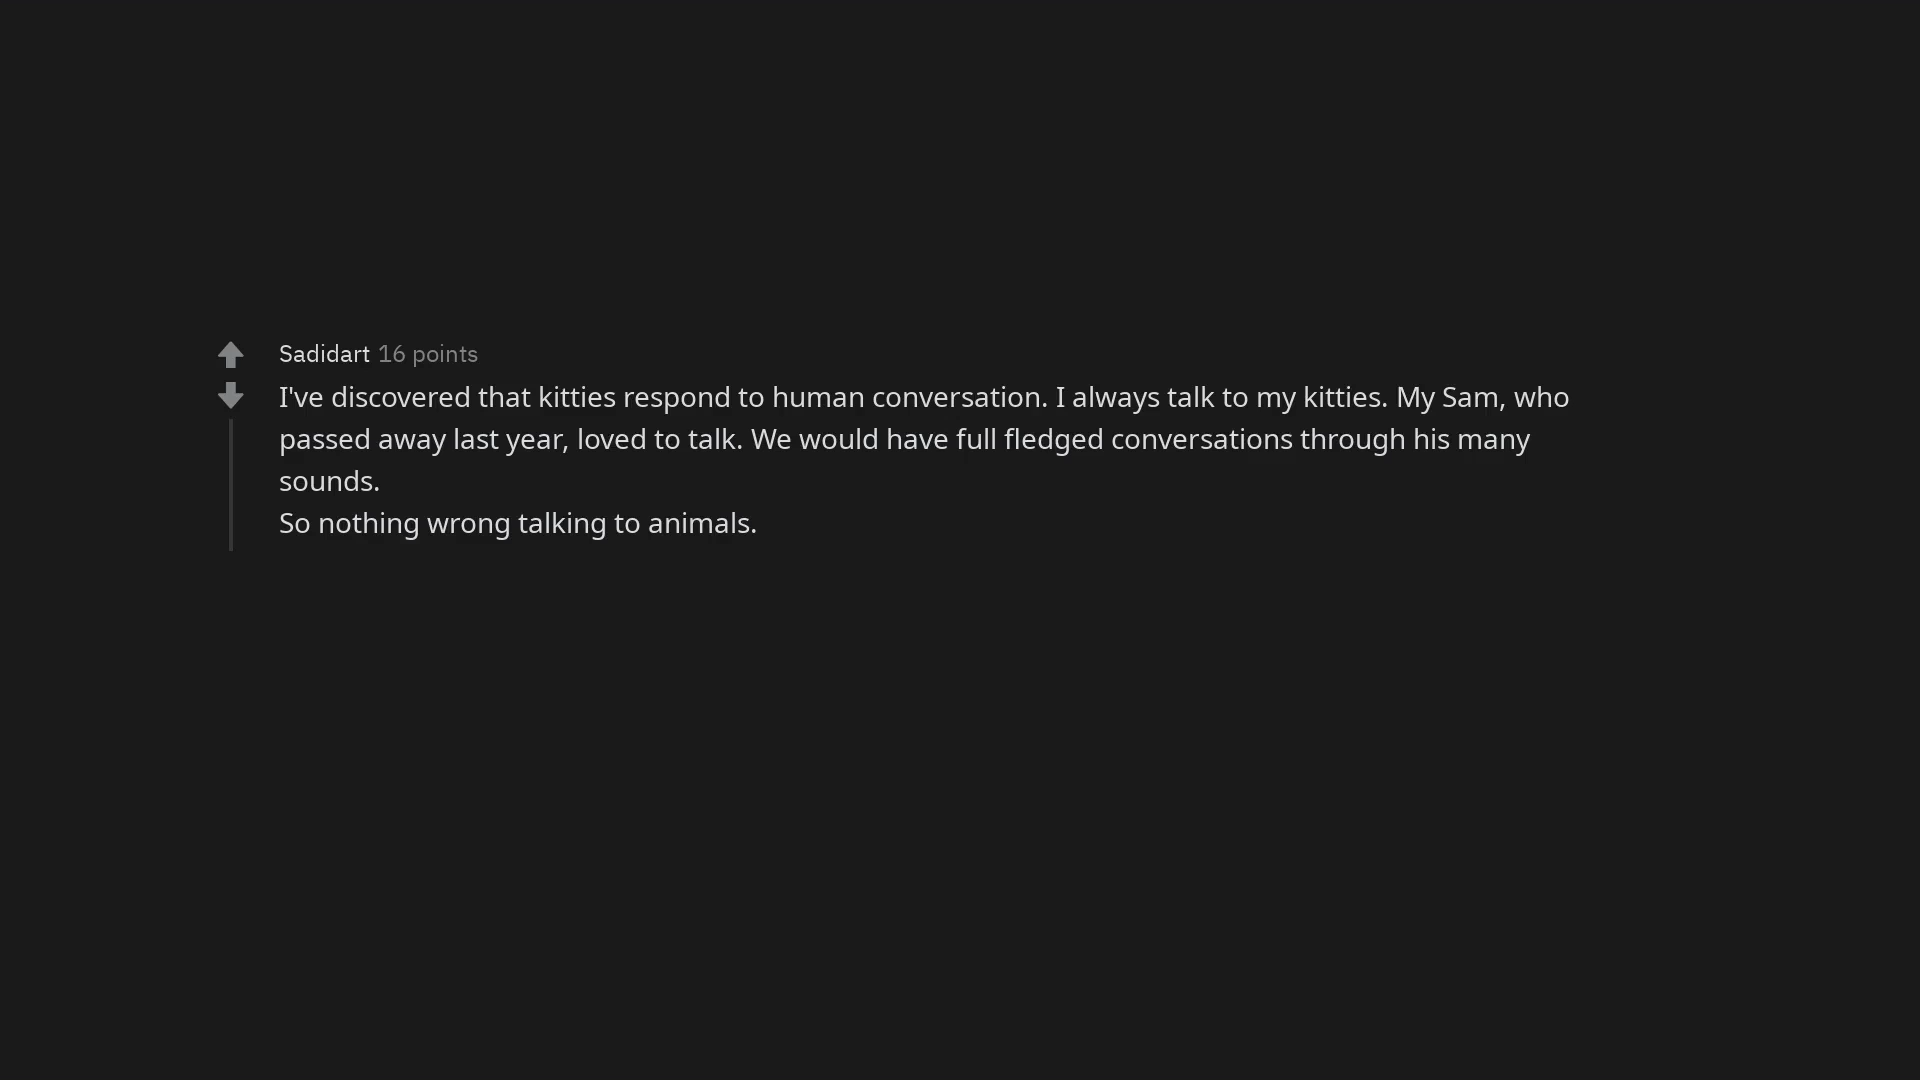 Sadidart 16 points
I've discovered that kitties respond to human conversation. I always talk to my kitties. My Sam, who
passed away last year, loved to talk. We would have full fledged conversations through his many
sounds.
So nothing wrong talking to animals.